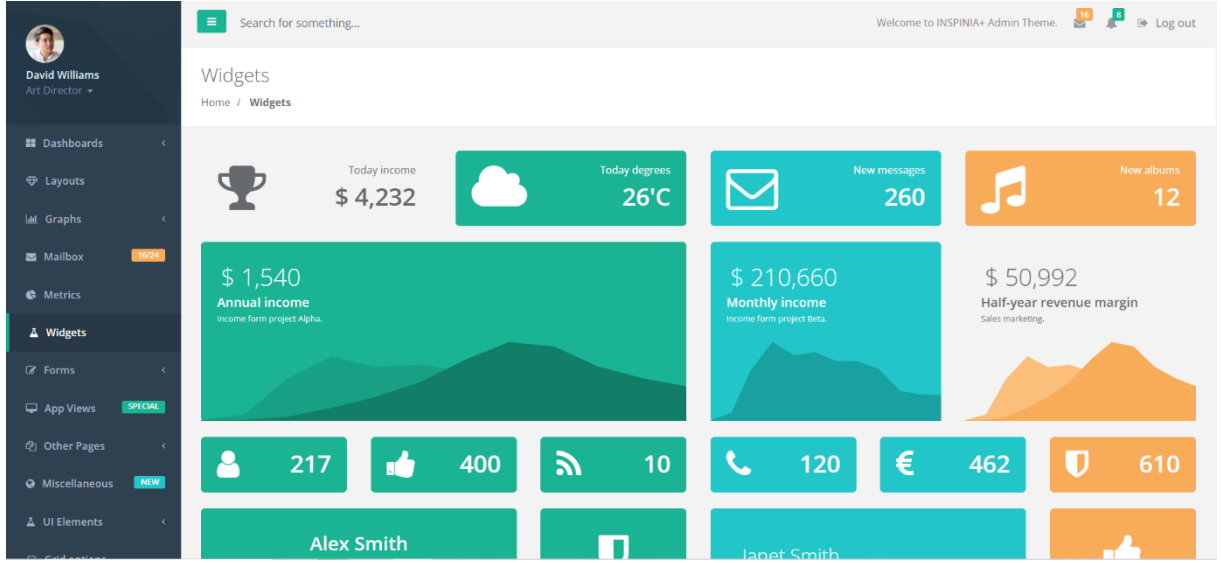 David Williams
Art Director
Search for something...
Welcome to INSPINIA+ Admin Theme.
16
8
Log out
Widgets
Home / Widgets
Dashboards
Layouts
Graphs
Mailbox 16/24
Metrics
Widgets
Forms
App Views SPECIAL
Other Pages
Miscellaneous NEW
UI Elements
Grid options
Today income
$ 4,232
Today degrees
26'C
New messages
260
New albums
12
$ 1,540
Annual income
Income form project Alpha.
$ 210,660
Monthly income
Income form project Beta.
$ 50,992
Half-year revenue margin
Sales marketing.
217
400
10
120
€ 462
610
Alex Smith
Janet Smith